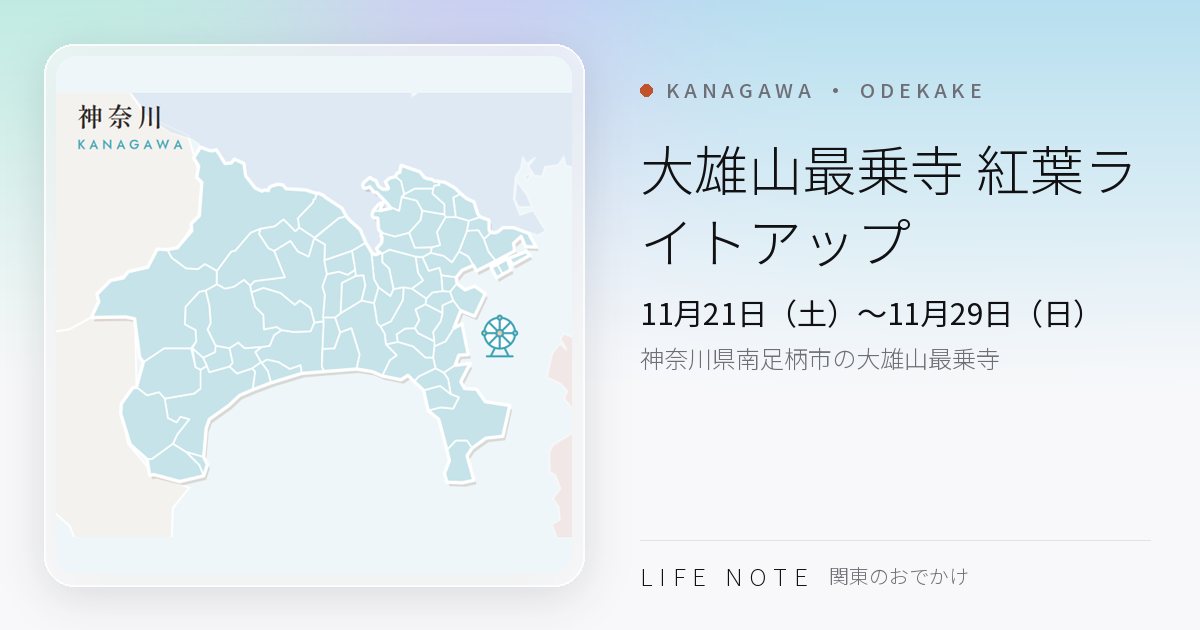 神奈川
KANAGAWA
KANAGAWA • ODEKAKE
大雄山最乗寺 紅葉ラ
イトアップ
11月21日（土）〜11月29日（日）
神奈川県南足柄市の大雄山最乗寺
LIFE NOTE 関東のおでかけ